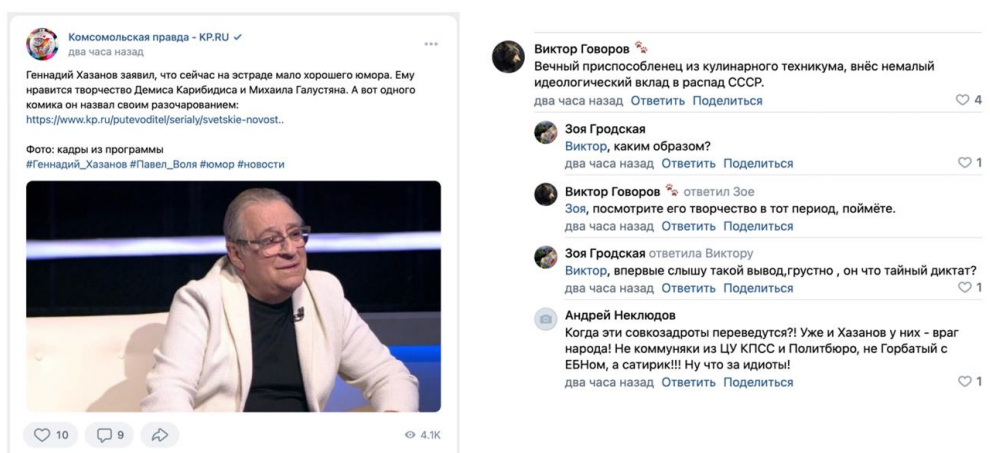 Комсомольская правда - KP.RU
два часа назад
Геннадий Хазанов заявил, что сейчас на эстраде мало хорошего юмора. Ему
нравится творчество Демиса Карибидиса и Михаила Галустяна. А вот одного
комика он назвал своим разочарованием:
https://www.kp.ru/putevoditel/serialy/svetskie-novost..
Фото: кадры из программы
#Геннадий_Хазанов #Павел_Воля #юмор #новости
10
9
4.1K
Виктор Говоров
Вечный приспособленец из кулинарного техникума, внёс немалый
идеологический вклад в распад СССР.
два часа назад Ответить Поделиться 4
Зоя Гродская
Виктор, каким образом?
два часа назад Ответить Поделиться 1
Виктор Говоров ответил Зое
Зоя, посмотрите его творчество в тот период, поймёте.
два часа назад Ответить Поделиться
Зоя Гродская ответила Виктору
Виктор, впервые слышу такой вывод,грустно , он что тайный диктат?
два часа назад Ответить Поделиться 1
Андрей Неклюдов
Когда эти совкозадроты переведутся?! Уже и Хазанов у них - враг
народа! Не коммуняки из ЦУ КПСС и Политбюро, не Горбатый с
ЕБНом, а сатирик!!! Ну что за идиоты!
два часа назад Ответить Поделиться 1